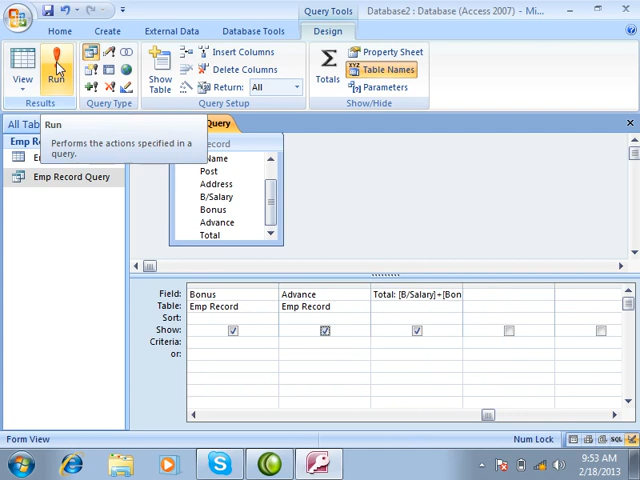 Query Tools
Database2 : Database (Access 2007) - Mi...
Home
Create
External Data
Database Tools
Design
View
Run
Results
Query Type
Show
Table
Insert Columns
Delete Columns
Return: All
Query Setup
Totals
Property Sheet
XYZ Table Names
Parameters
Show/Hide
All Tab
Query
Run
Performs the actions specified in a
query.
Emp R
Emp Record Query
ecord
Name
Post
Address
B/Salary
Bonus
Advance
Total
Field: Bonus Advance Total: [B/Salary]+[Bon
Table: Emp Record Emp Record
Sort:
Show:
Criteria:
or:
Form View
Num Lock
SQL
9:53 AM
2/18/2013